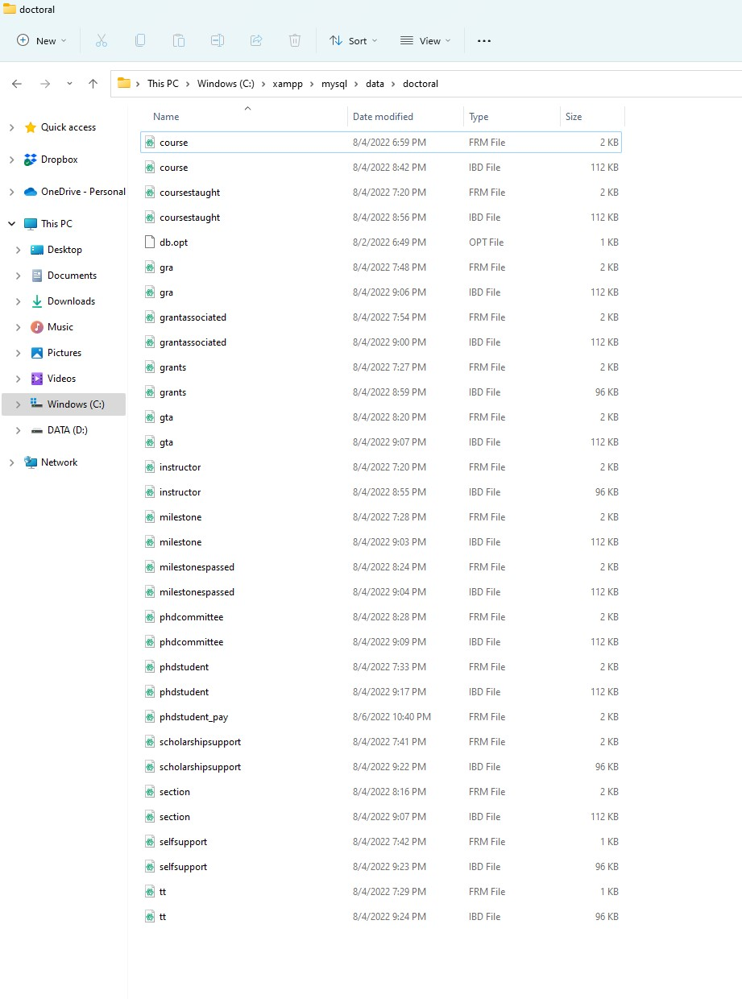 doctoral
New Sort View
This PC Windows (C:) xampp mysql data doctoral
Name Date modified Type Size
Quick access
Dropbox
OneDrive - Personal
This PC
Desktop
Documents
Downloads
Music
Pictures
Videos
Windows (C:)
DATA (D:)
Network
course 8/4/2022 6:59 PM FRM File 2 KB
course 8/4/2022 8:42 PM IBD File 112 KB
coursestaught 8/4/2022 7:20 PM FRM File 2 KB
coursestaught 8/4/2022 8:56 PM IBD File 112 KB
db.opt 8/2/2022 6:49 PM OPT File 1 KB
gra 8/4/2022 7:48 PM FRM File 2 KB
gra 8/4/2022 9:06 PM IBD File 112 KB
grantassociated 8/4/2022 7:54 PM FRM File 2 KB
grantassociated 8/4/2022 9:00 PM IBD File 112 KB
grants 8/4/2022 7:27 PM FRM File 2 KB
grants 8/4/2022 8:59 PM IBD File 96 KB
gta 8/4/2022 8:20 PM FRM File 2 KB
gta 8/4/2022 9:07 PM IBD File 112 KB
instructor 8/4/2022 7:20 PM FRM File 2 KB
instructor 8/4/2022 8:55 PM IBD File 96 KB
milestone 8/4/2022 7:28 PM FRM File 2 KB
milestone 8/4/2022 9:03 PM IBD File 112 KB
milestonespassed 8/4/2022 8:24 PM FRM File 2 KB
milestonespassed 8/4/2022 9:04 PM IBD File 112 KB
phdcommittee 8/4/2022 8:28 PM FRM File 2 KB
phdcommittee 8/4/2022 9:09 PM IBD File 112 KB
phdstudent 8/4/2022 7:33 PM FRM File 2 KB
phdstudent 8/4/2022 9:17 PM IBD File 112 KB
phdstudent_pay 8/6/2022 10:40 PM FRM File 2 KB
scholarshipsupport 8/4/2022 7:41 PM FRM File 2 KB
scholarshipsupport 8/4/2022 9:22 PM IBD File 96 KB
section 8/4/2022 8:16 PM FRM File 2 KB
section 8/4/2022 9:07 PM IBD File 112 KB
selfsupport 8/4/2022 7:42 PM FRM File 1 KB
selfsupport 8/4/2022 9:23 PM IBD File 96 KB
tt 8/4/2022 7:29 PM FRM File 1 KB
tt 8/4/2022 9:24 PM IBD File 96 KB